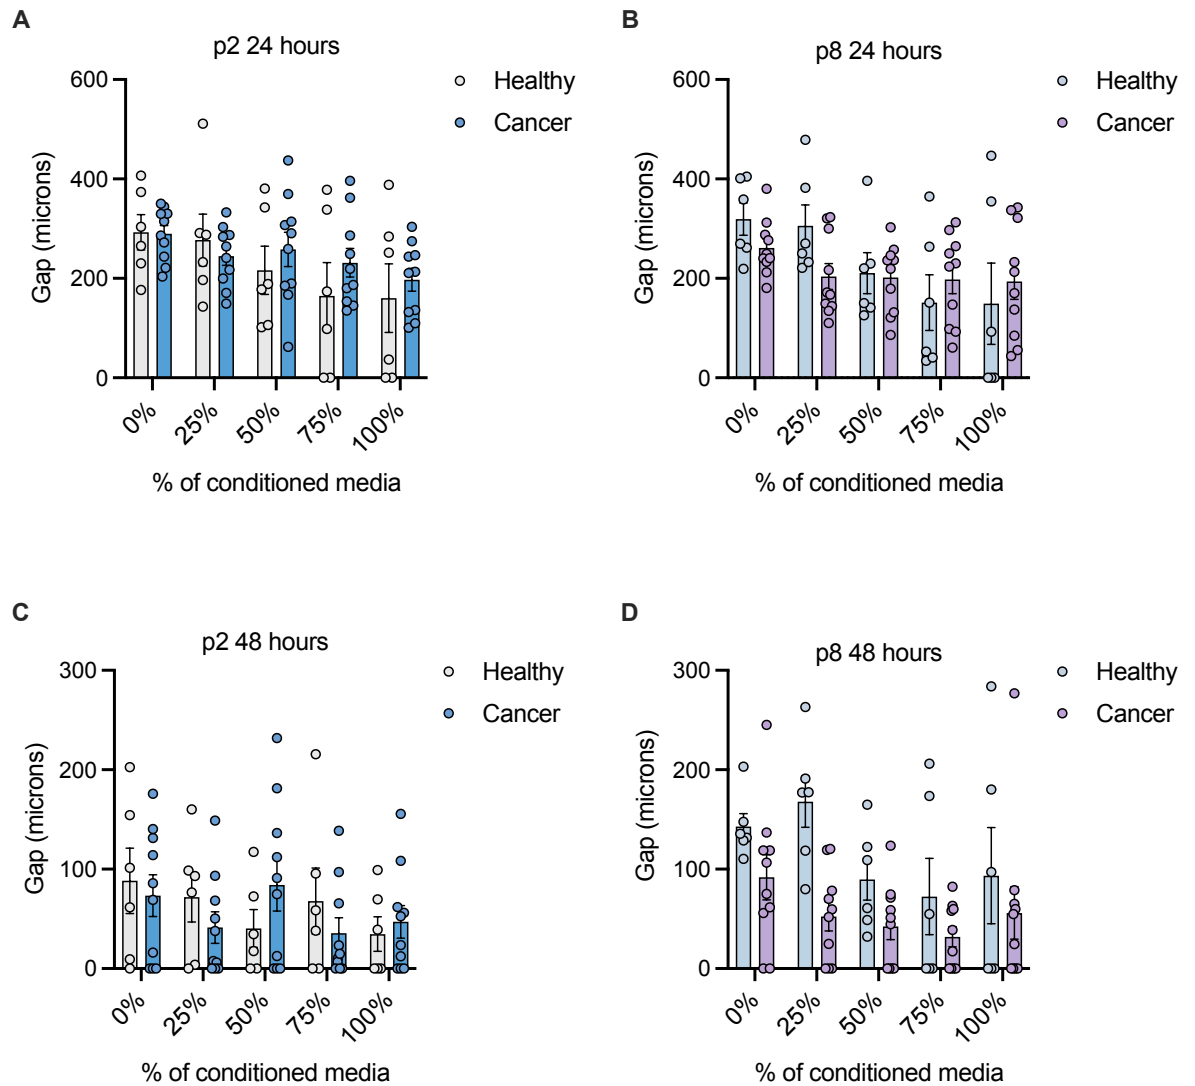 A
p2 24 hours
600
400
200
0
Gap (microns)
0%
25%
50%
75%
100%
% of conditioned media
Healthy
Cancer
B
p8 24 hours
600
400
200
0
Gap (microns)
0%
25%
50%
75%
100%
% of conditioned media
Healthy
Cancer
C
p2 48 hours
300
200
100
0
Gap (microns)
0%
25%
50%
75%
100%
% of conditioned media
Healthy
Cancer
D
p8 48 hours
300
200
100
0
Gap (microns)
0%
25%
50%
75%
100%
% of conditioned media
Healthy
Cancer